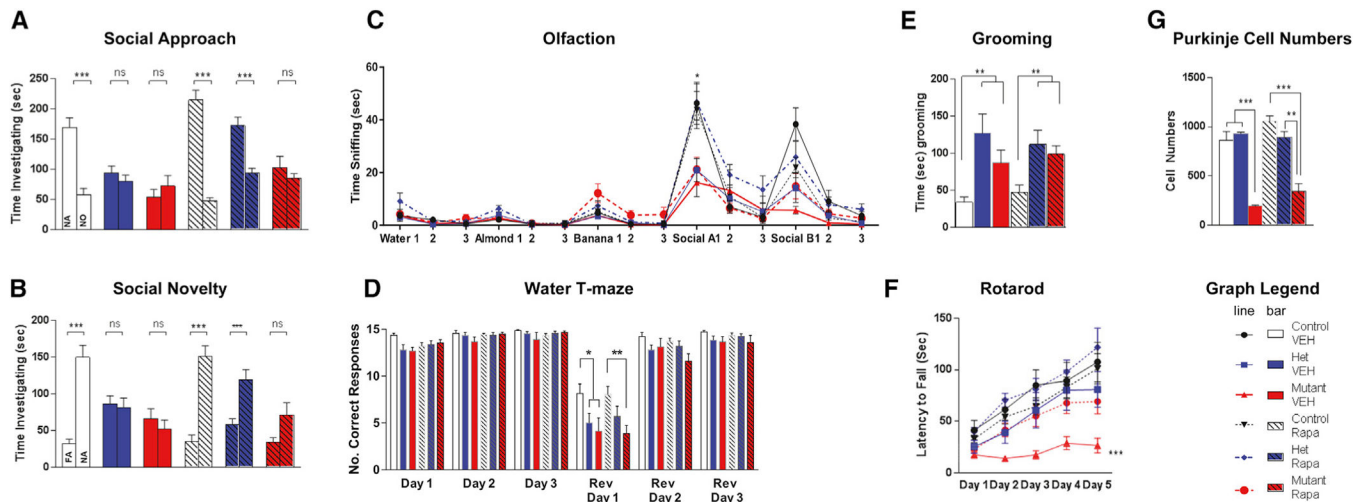 A
Social Approach
Time Investigating (sec)
250
200
150
100
50
0
***
ns
ns
***
***
ns
NA
NO
B
Social Novelty
Time Investigating (sec)
200
150
100
50
0
***
ns
ns
***
***
ns
FA
NA
C
Olfaction
Time Sniffing (sec)
60
40
20
0
*
Water 1 2 3 Almond 1 2 3 Banana 1 2 3 Social A1 2 3 Social B1 2 3
D
Water T-maze
No. Correct Responses
15
10
5
0
*
**
Day 1 Day 2 Day 3 Rev Day 1 Rev Day 2 Rev Day 3
E
Grooming
Time (sec) grooming
200
150
100
50
0
**
**
F
Rotarod
Latency to Fall (Sec)
150
100
50
0
***
Day 1 Day 2 Day 3 Day 4 Day 5
G
Purkinje Cell Numbers
Cell Numbers
1500
1000
500
0
***
***
**
Graph Legend
line bar
Control VEH
Het VEH
Mutant VEH
Control Rapa
Het Rapa
Mutant Rapa